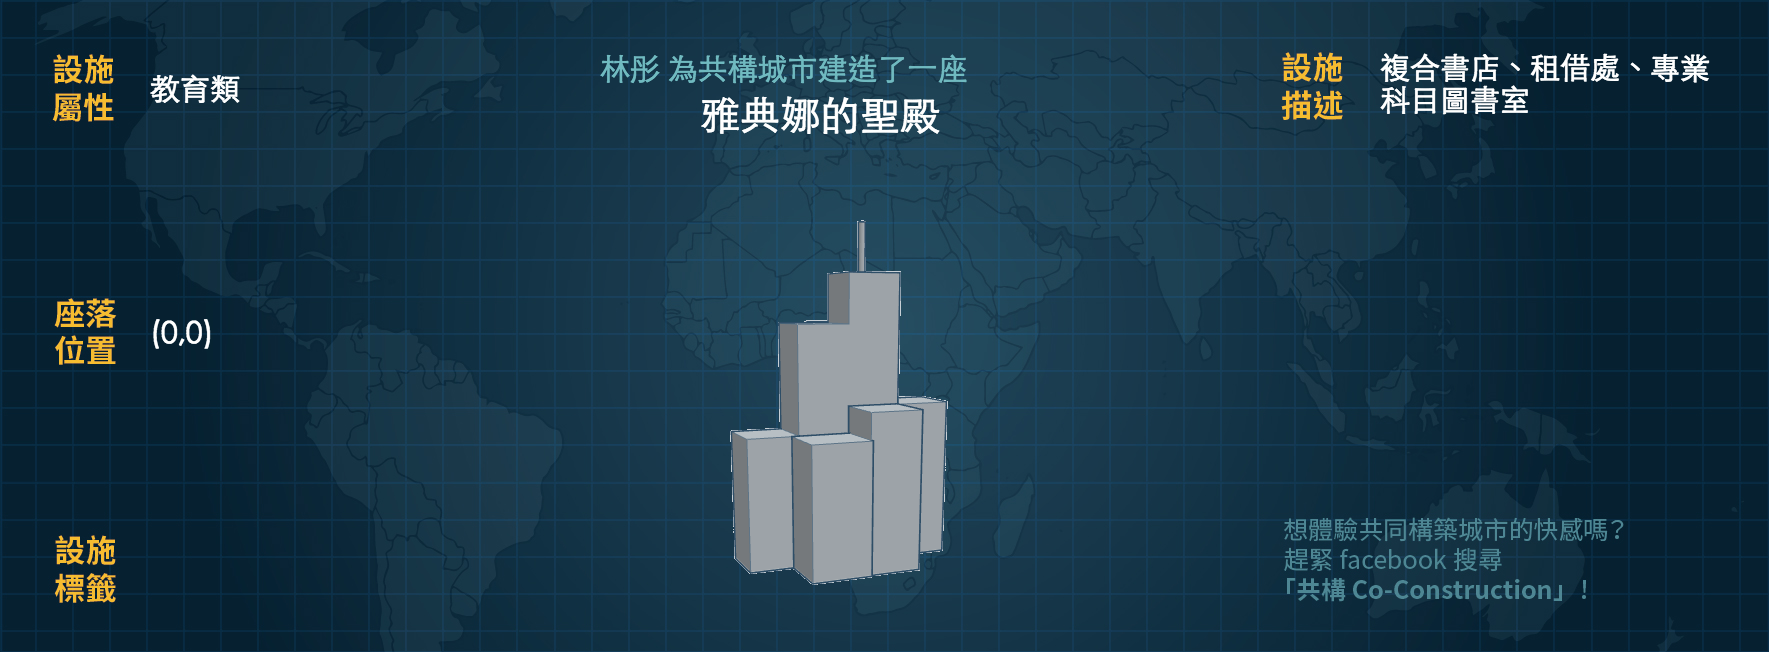 設施
屬性
教育類
林彤 為共構城市建造了一座
雅典娜的聖殿
設施
描述
複合書店、租借處、專業
科目圖書室
座落
位置
(0,0)
設施
標籤
想體驗共同構築城市的快感嗎?
趕緊 facebook 搜尋
「共構 Co-Construction」!